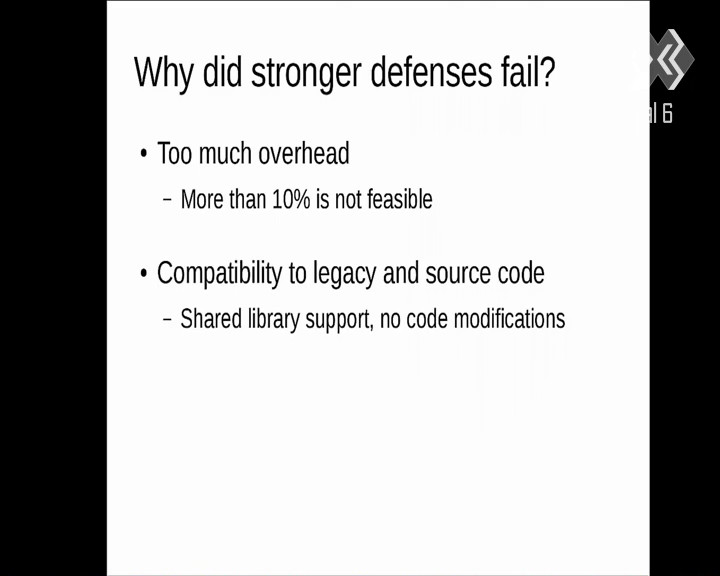 Why did stronger defenses fail?
• Too much overhead
– More than 10% is not feasible
• Compatibility to legacy and source code
– Shared library support, no code modifications